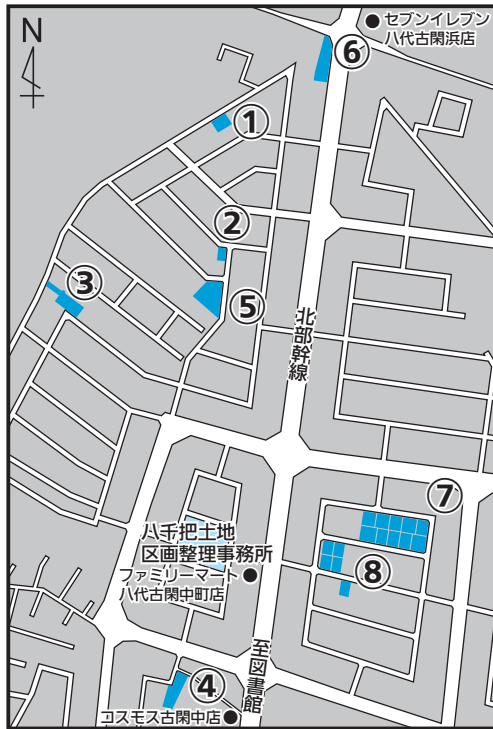 N
セブンイレブン
八代古閑浜店
⑥
①
②
③
⑤
北部幹線
⑦
八千把土地
区画整理事務所
ファミリーマート
八代古閑中町店
⑧
至図書館
④
コスモス古閑中店